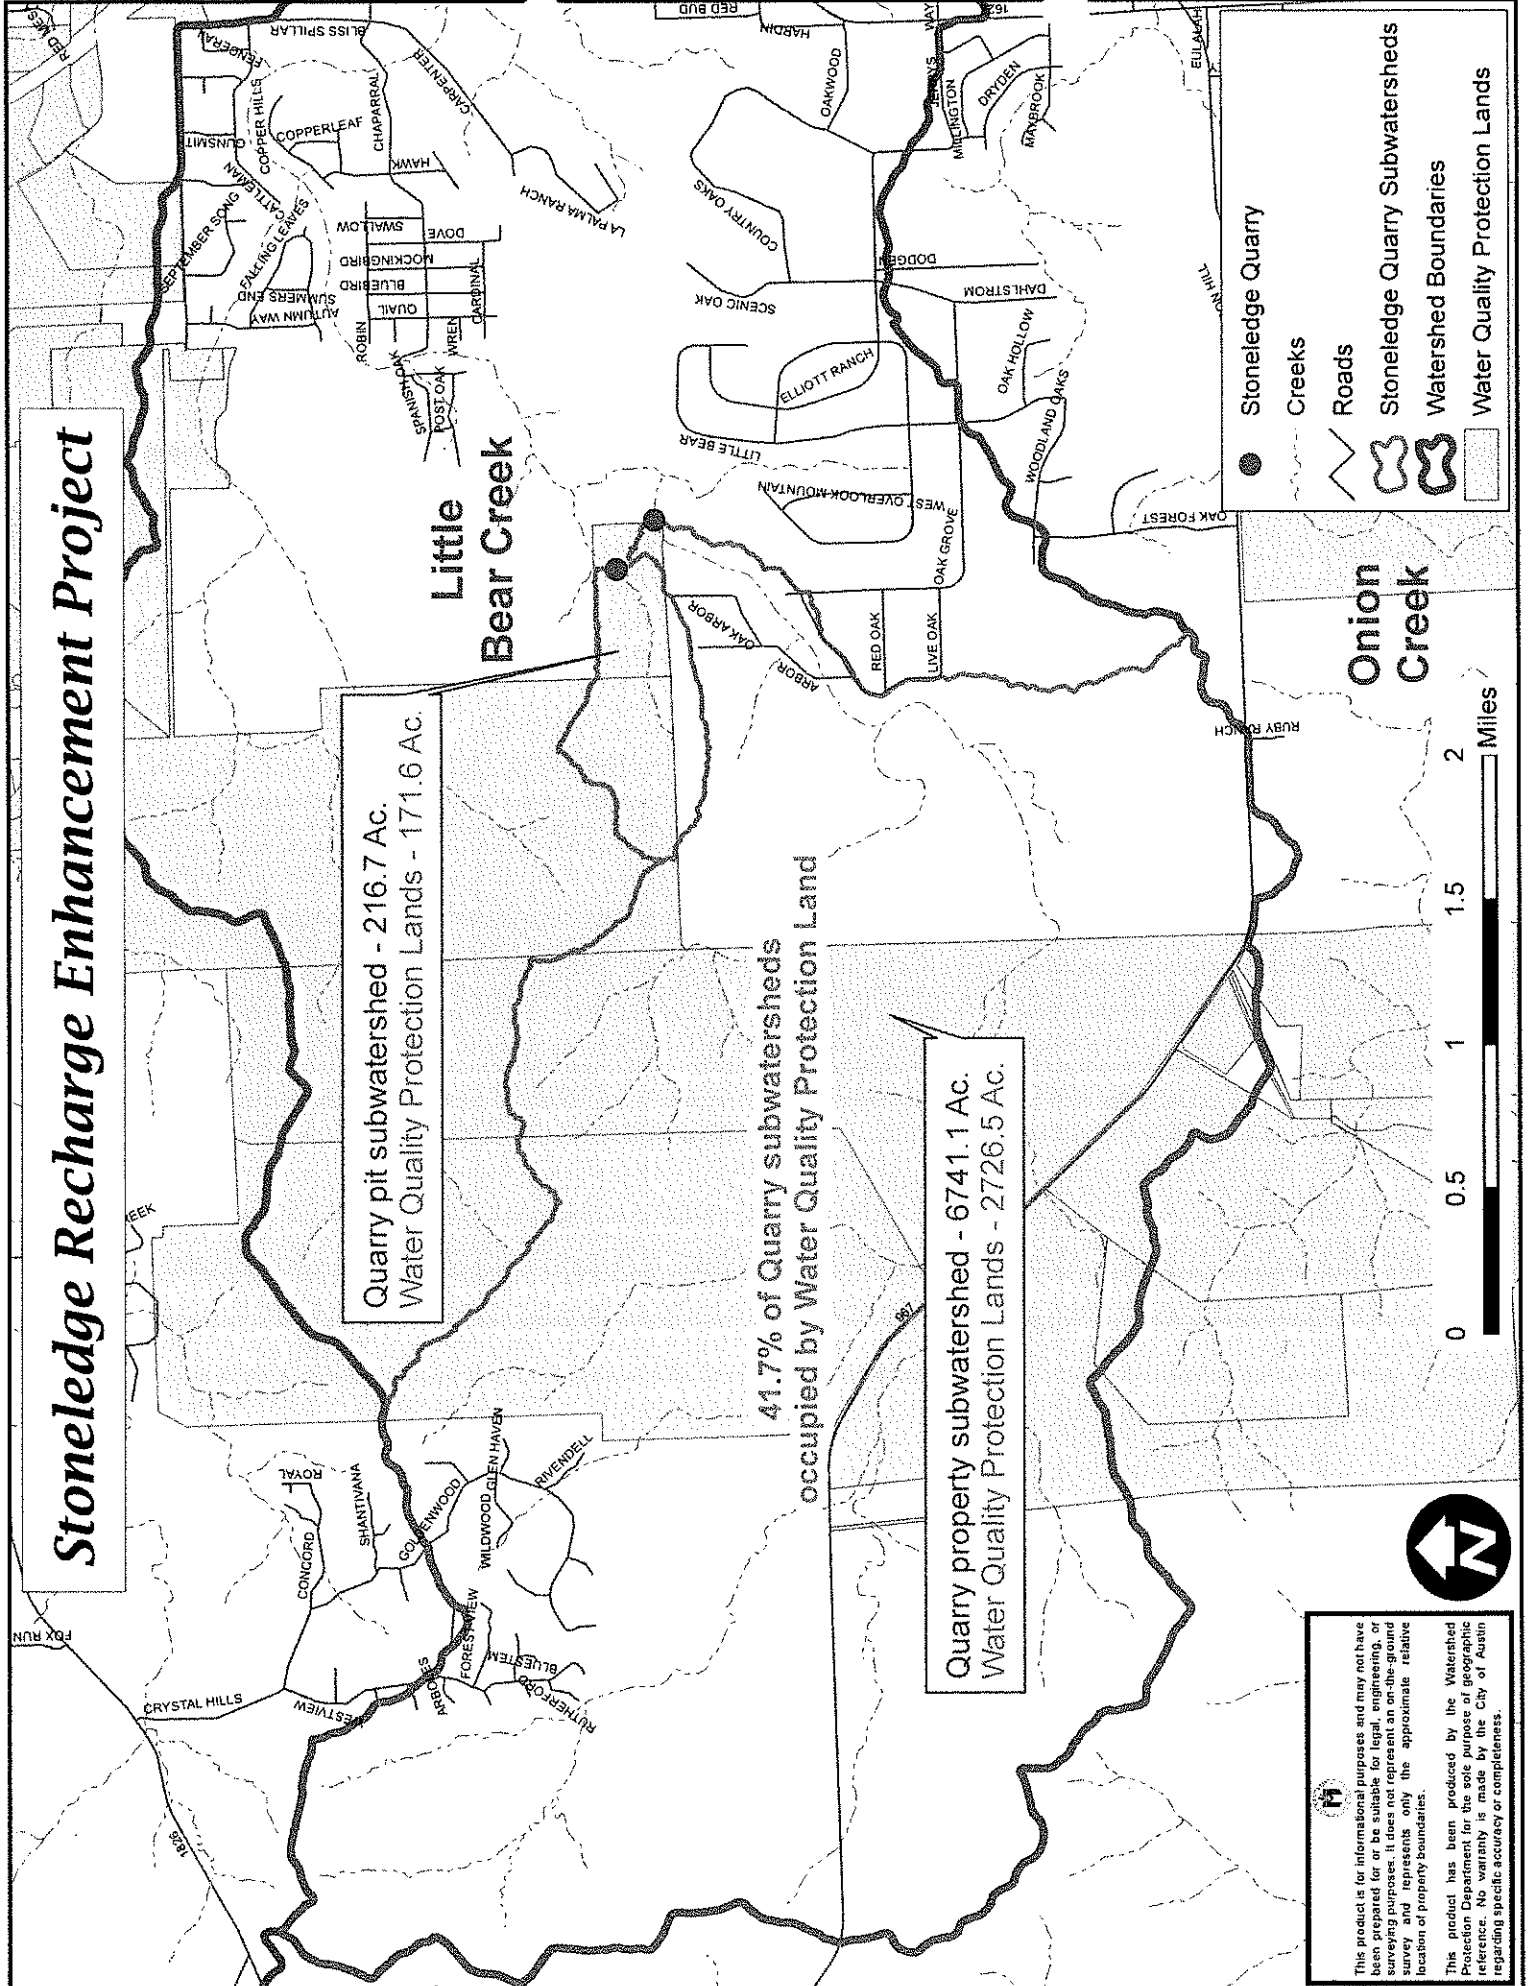 Stoneledge Recharge Enhancement Project
Little
Bear Creek
Onion
Creek
Quarry pit subwatershed - 216.7 Ac.
Water Quality Protection Lands - 171.6 Ac.
41.7% of Quarry subwatersheds
occupied by Water Quality Protection Land
Quarry property subwatershed - 6741.1 Ac.
Water Quality Protection Lands - 2726.5 Ac.
FOX RUN
CRYSTAL HILLS
1826
CONCORD
ROYAL
SHANTIVANA
GOLDENWOOD
WILDWOOD
GLEN HAVEN
RIVENDELL
FORESTVIEW
WESTVIEW
BLUESTEM
RUTHERFORD
EEK
967
RUBY RANCH
FENDERAN
BLISS SPILLAR
GUNSMIT
COPPER HILLS
COPPERLEAF
CHAPARRAL
CARPENTER
HAWK
LA PALMA RANCH
CATTLEMAN
SEPTEMBER SONG
FALLING LEAVES
SUMMERS END
AUTUMN WAY
SWALLOW
DOVE
MOCKINGBIRD
BLUEBIRD
CARDINAL
QUAIL
ROBIN
WREN
SPANISH OAK
POST OAK
RED BUD
HARDIN
WAY
162
OAKWOOD
MILLINGTON
DRYDEN
MAYBROOK
EULALAH
COUNTRY OAKS
DODGEN
SCENIC OAK
DAHLSTROM
ON HILL
ELLIOTT RANCH
OAK HOLLOW
LITTLE BEAR
WOODLAND OAKS
WEST OVERLOOK MOUNTAIN
OAK GROVE
OAK FOREST
OAK ARBOR
ARBOR
RED OAK
LIVE OAK
Stoneledge Quarry
Creeks
Roads
Stoneledge Quarry Subwatersheds
Watershed Boundaries
Water Quality Protection Lands
0 0.5 1 1.5 2
Miles
N
This product is for informational purposes and may not have
been prepared for or be suitable for legal, engineering, or
surveying purposes. It does not represent an on-the-ground
survey and represents only the approximate relative
location of property boundaries.
This product has been produced by the Watershed
Protection Department for the sole purpose of geographic
reference. No warranty is made by the City of Austin
regarding specific accuracy or completeness.